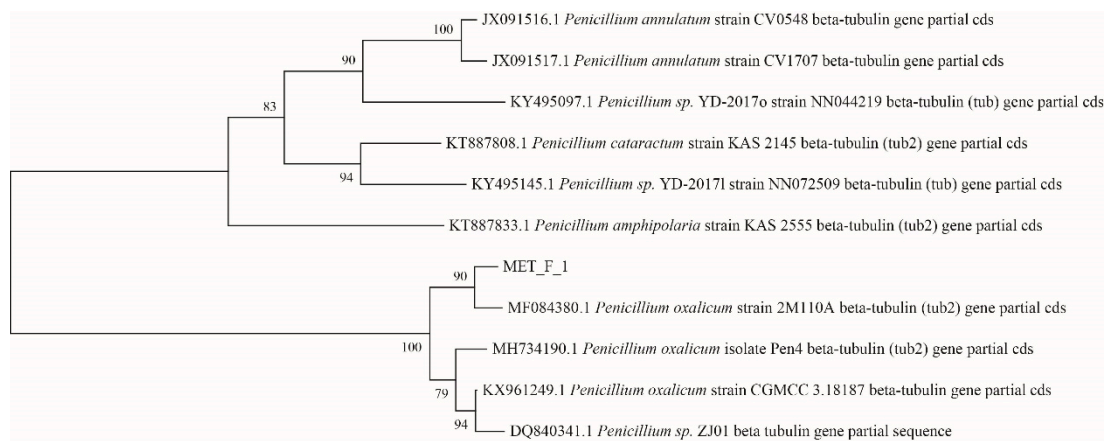 JX091516.1 Penicillium annulatum strain CV0548 beta-tubulin gene partial cds
100
JX091517.1 Penicillium annulatum strain CV1707 beta-tubulin gene partial cds
90
KY495097.1 Penicillium sp. YD-2017o strain NN044219 beta-tubulin (tub) gene partial cds
83
KT887808.1 Penicillium cataractum strain KAS 2145 beta-tubulin (tub2) gene partial cds
94
KY495145.1 Penicillium sp. YD-2017l strain NN072509 beta-tubulin (tub) gene partial cds
KT887833.1 Penicillium amphipolaria strain KAS 2555 beta-tubulin (tub2) gene partial cds
MET_F_1
90
MF084380.1 Penicillium oxalicum strain 2M110A beta-tubulin (tub2) gene partial cds
100
MH734190.1 Penicillium oxalicum isolate Pen4 beta-tubulin (tub2) gene partial cds
79
KX961249.1 Penicillium oxalicum strain CGMCC 3.18187 beta-tubulin gene partial cds
94
DQ840341.1 Penicillium sp. ZJ01 beta tubulin gene partial sequence